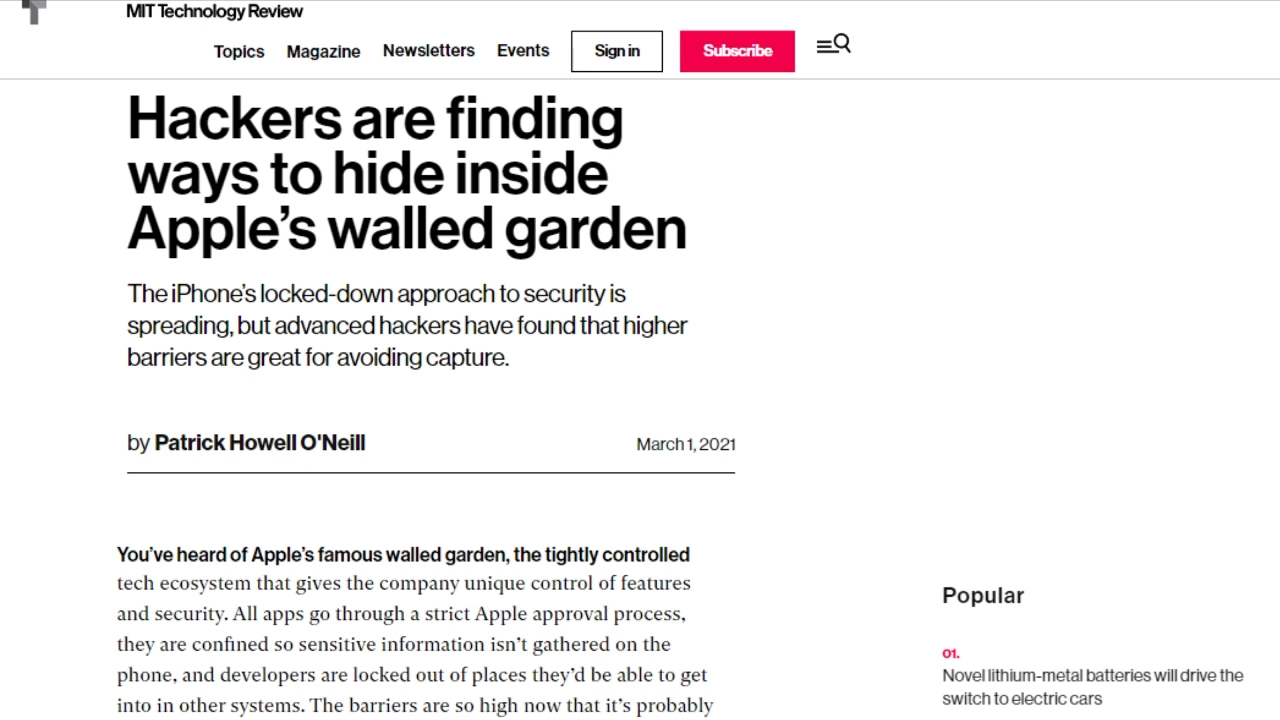 MIT Technology Review
Topics Magazine Newsletters Events Sign in Subscribe
Hackers are finding
ways to hide inside
Apple’s walled garden
The iPhone’s locked-down approach to security is
spreading, but advanced hackers have found that higher
barriers are great for avoiding capture.
by Patrick Howell O'Neill
March 1, 2021
You’ve heard of Apple’s famous walled garden, the tightly controlled
tech ecosystem that gives the company unique control of features
and security. All apps go through a strict Apple approval process,
they are confined so sensitive information isn’t gathered on the
phone, and developers are locked out of places they’d be able to get
into in other systems. The barriers are so high now that it’s probably
Popular
01.
Novel lithium-metal batteries will drive the
switch to electric cars